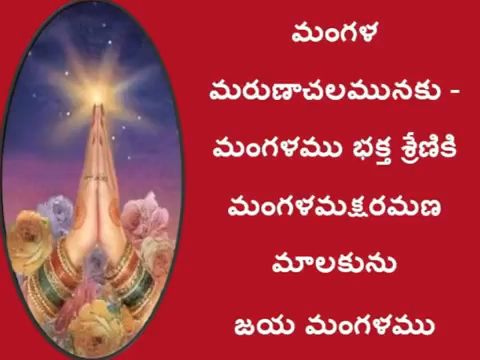 మంగళ
మరుణాచలమునకు -
మంగళము భక్త శ్రేణికి
మంగళమక్షరమణ
మాలకును
జయ మంగళము